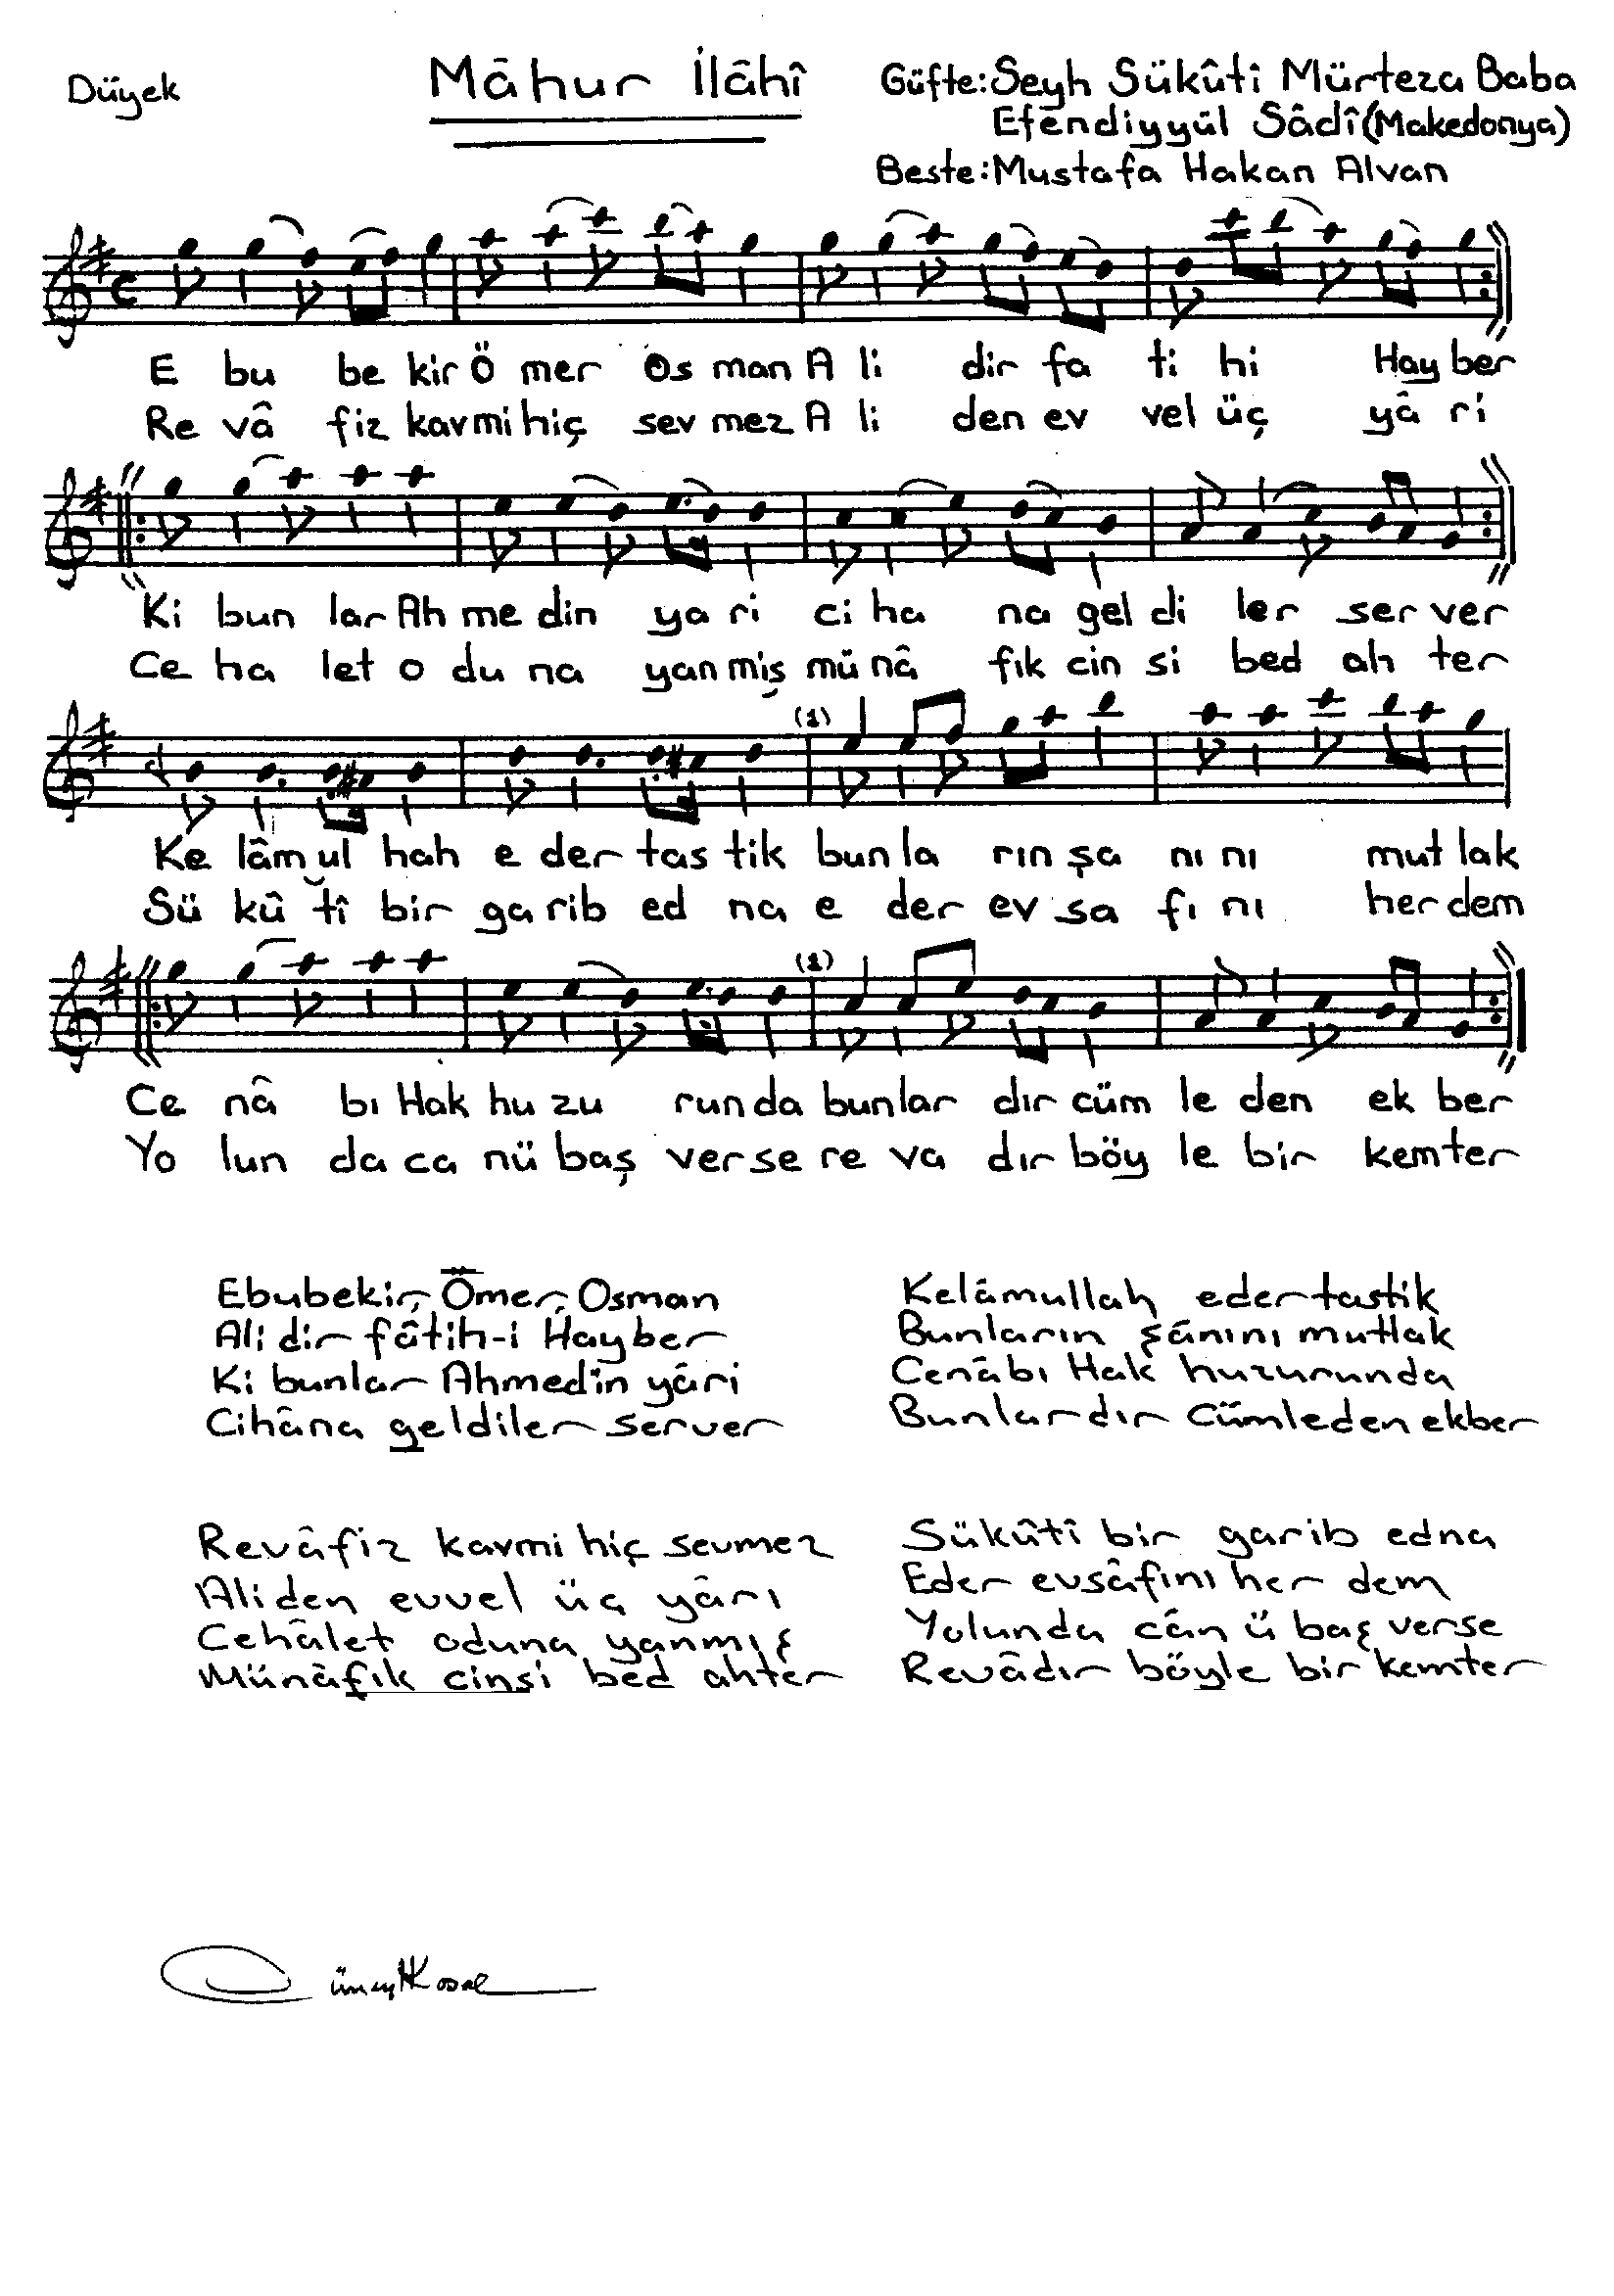 Düyek
Mâhur İlâhî
Güfte: Seyh Sükûti Mürteza Baba
Efendiyyül Sâdî (Makedonya)
Beste: Mustafa Hakan Alvan
E bu be kir Ö mer Os man A li dir fa ti hi Hay ber
Re vâ fiz kavmi hiç sev mez A li den ev vel üç yâ ri
Ki bun lar Ah me din ya ri ci ha na gel di ler ser ver
Ce ha let o du na yan miş mü nâ fık cin si bed ah ter
(1)
Ke lâm ul hah e der tas tik bun la rın şa nı nı mut lak
Sü kû tî bir ga rib ed na e der ev sa fı nı her dem
(1)
Ce nâ bı Hak hu zu run da bun lar dır cüm le den ek ber
Yo lun da ca nü baş ver se re va dır böy le bir kem ter
Ebubekir, Ömer, Osman
Ali dir fâtih-i Hayber
Ki bunlar Ahmedin yâri
Cihâna geldiler server
Kelâmullah eder tastik
Bunların şânını mutlak
Cenâbı Hak huzurunda
Bunlardır Cümleden ekber
Revâfiz kavmi hiç sevmez
Aliden evvel üç yârı
Cehâlet oduna yanmış
Münâfık cinsi bed ahter
Sükûtî bir garib edna
Eder evsâfını her dem
Yolunda cân ü baş verse
Revâdır böyle bir kemter